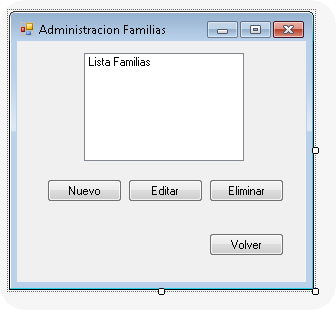 Administracion Familias
Lista Familias
Nuevo Editar Eliminar
Volver